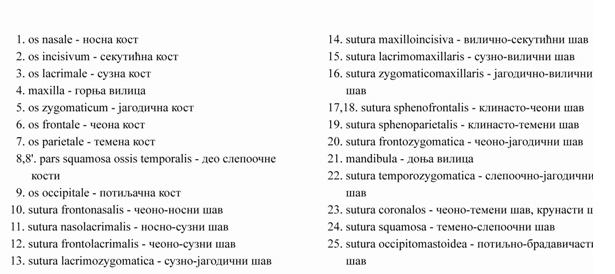 1. os nasale - носна кост
2. os incisivum - секутићна кост
3. os lacrimale - сузна кост
4. maxilla - горња вилица
5. os zygomaticum - јагодична кост
6. os frontale - чеона кост
7. os parietale - темена кост
8,8'. pars squamosa ossis temporalis - део слепоочне
кости
9. os occipitale - потиљачна кост
10. sutura frontonasalis - чеоно-носни шав
11. sutura nasolacrimalis - носно-сузни шав
12. sutura frontolacrimalis - чеоно-сузни шав
13. sutura lacrimozygomatica - сузно-јагодични шав
14. sutura maxilloincisiva - вилично-секутићни шав
15. sutura lacrimomaxillaris - сузно-вилични шав
16. sutura zygomaticomaxillaris - јагодично-вилични
шав
17,18. sutura sphenofrontalis - клинасто-чеони шав
19. sutura sphenoparietalis - клинасто-темени шав
20. sutura frontozygomatica - чеоно-јагодични шав
21. mandibula - доња вилица
22. sutura temporozygomatica - слепоочно-јагодични
шав
23. sutura coronalos - чеоно-темени шав, крунасти
24. sutura squamosa - темено-слепоочни шав
25. sutura occipitomastoidea - потиљно-брадавичасти
шав